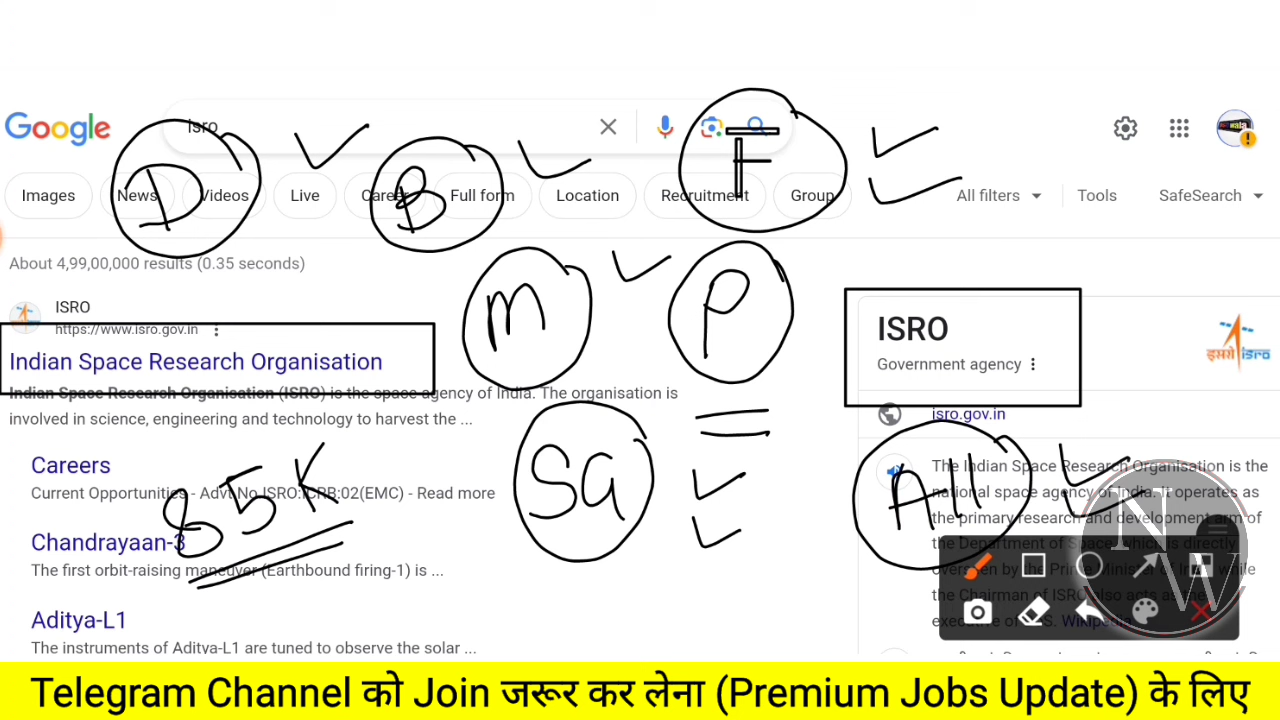 Google
isro
D
B
F
Images
News
Videos
Live
Career
Full form
Location
Recruitment
Group
All filters
Tools
SafeSearch
About 4,99,00,000 results (0.35 seconds)
M
P
ISRO
https://www.isro.gov.in
Indian Space Research Organisation
Indian Space Research Organisation (ISRO) is the space agency of India. The organisation is
involved in science, engineering and technology to harvest the ...
Careers
Current Opportunities - Advt No ISRO:ICRB:02(EMC) - Read more
85K
Chandrayaan-3
The first orbit-raising maneuver (Earthbound firing-1) is ...
Aditya-L1
The instruments of Aditya-L1 are tuned to observe the solar ...
SG
ISRO
Government agency
इसरो isro
isro.gov.in
All
The Indian Space Research Organisation is the
national space agency of India. It operates as
the primary research and development arm of
the Department of Space, which is directly
overseen by the Prime Minister of India while
the Chairman of ISRO also acts as the
executive of DOS. Wikipedia
NW
Telegram Channel को Join जरूर कर लेना (Premium Jobs Update) के लिए